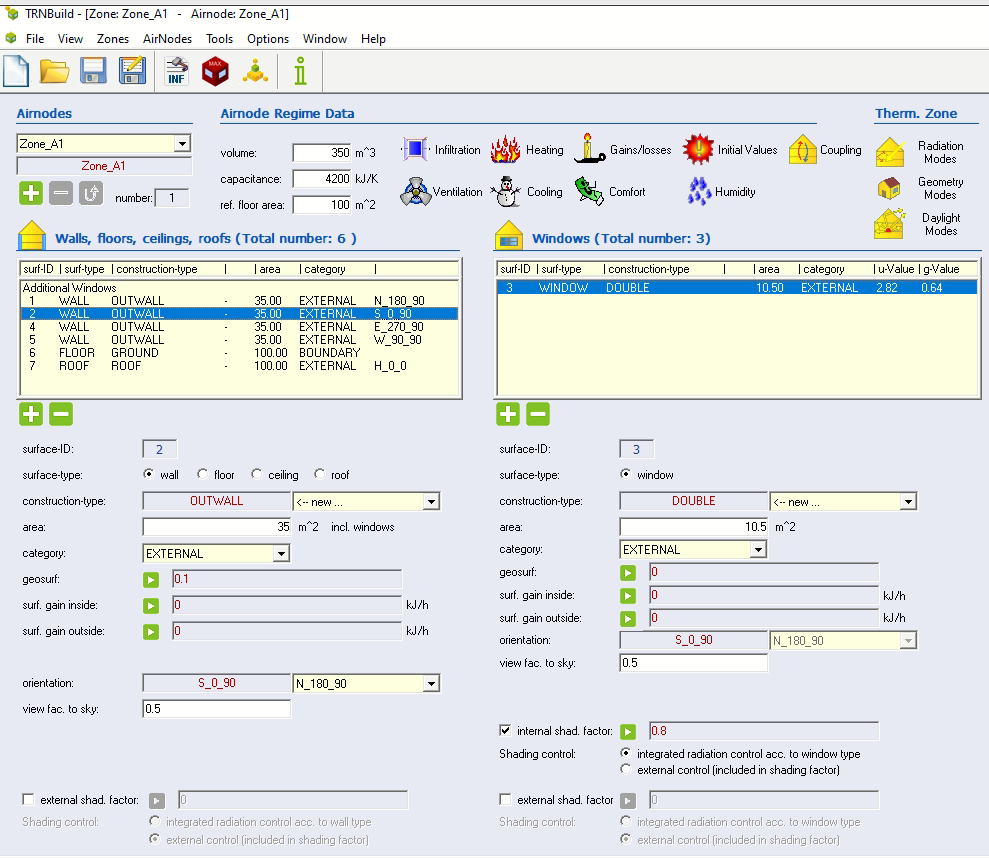 TRNBuild - [Zone: Zone_A1 - Airnode: Zone_A1]
File View Zones AirNodes Tools Options Window Help
INF MAX
Airnodes
Zone_A1
Zone_A1
number: 1
Airnode Regime Data
volume: 350 m^3
capacitance: 4200 kJ/K
ref. floor area: 100 m^2
Infiltration Heating Gains/losses Initial Values Coupling
Ventilation Cooling Comfort Humidity
Therm. Zone
Radiation
Modes
Geometry
Modes
Daylight
Modes
Walls, floors, ceilings, roofs (Total number: 6 )
surf-ID | surf-type | construction-type | | area | category |
Additional Windows
1 WALL OUTWALL - 35.00 EXTERNAL N_180_90
2 WALL OUTWALL - 35.00 EXTERNAL S_0_90
4 WALL OUTWALL - 35.00 EXTERNAL E_270_90
5 WALL OUTWALL - 35.00 EXTERNAL W_90_90
6 FLOOR GROUND - 100.00 BOUNDARY
7 ROOF ROOF - 100.00 EXTERNAL H_0_0
surface-ID: 2
surface-type: wall floor ceiling roof
construction-type: OUTWALL <-- new ...
area: 35 m^2 incl. windows
category: EXTERNAL
geosurf: 0.1
surf. gain inside: 0 kJ/h
surf. gain outside: 0 kJ/h
orientation: S_0_90 N_180_90
view fac. to sky: 0.5
external shad. factor: 0
Shading control: integrated radiation control acc. to wall type
external control (included in shading factor)
Windows (Total number: 3)
surf-ID | surf-type | construction-type | | area | category | u-Value | g-Value
3 WINDOW DOUBLE 10.50 EXTERNAL 2.82 0.64
surface-ID: 3
surface-type: window
construction-type: DOUBLE <-- new ...
area: 10.5 m^2
category: EXTERNAL
geosurf: 0
surf. gain inside: 0 kJ/h
surf. gain outside: 0 kJ/h
orientation: S_0_90 N_180_90
view fac. to sky: 0.5
internal shad. factor: 0.8
Shading control: integrated radiation control acc. to window type
external control (included in shading factor)
external shad. factor 0
Shading control: integrated radiation control acc. to window type
external control (included in shading factor)